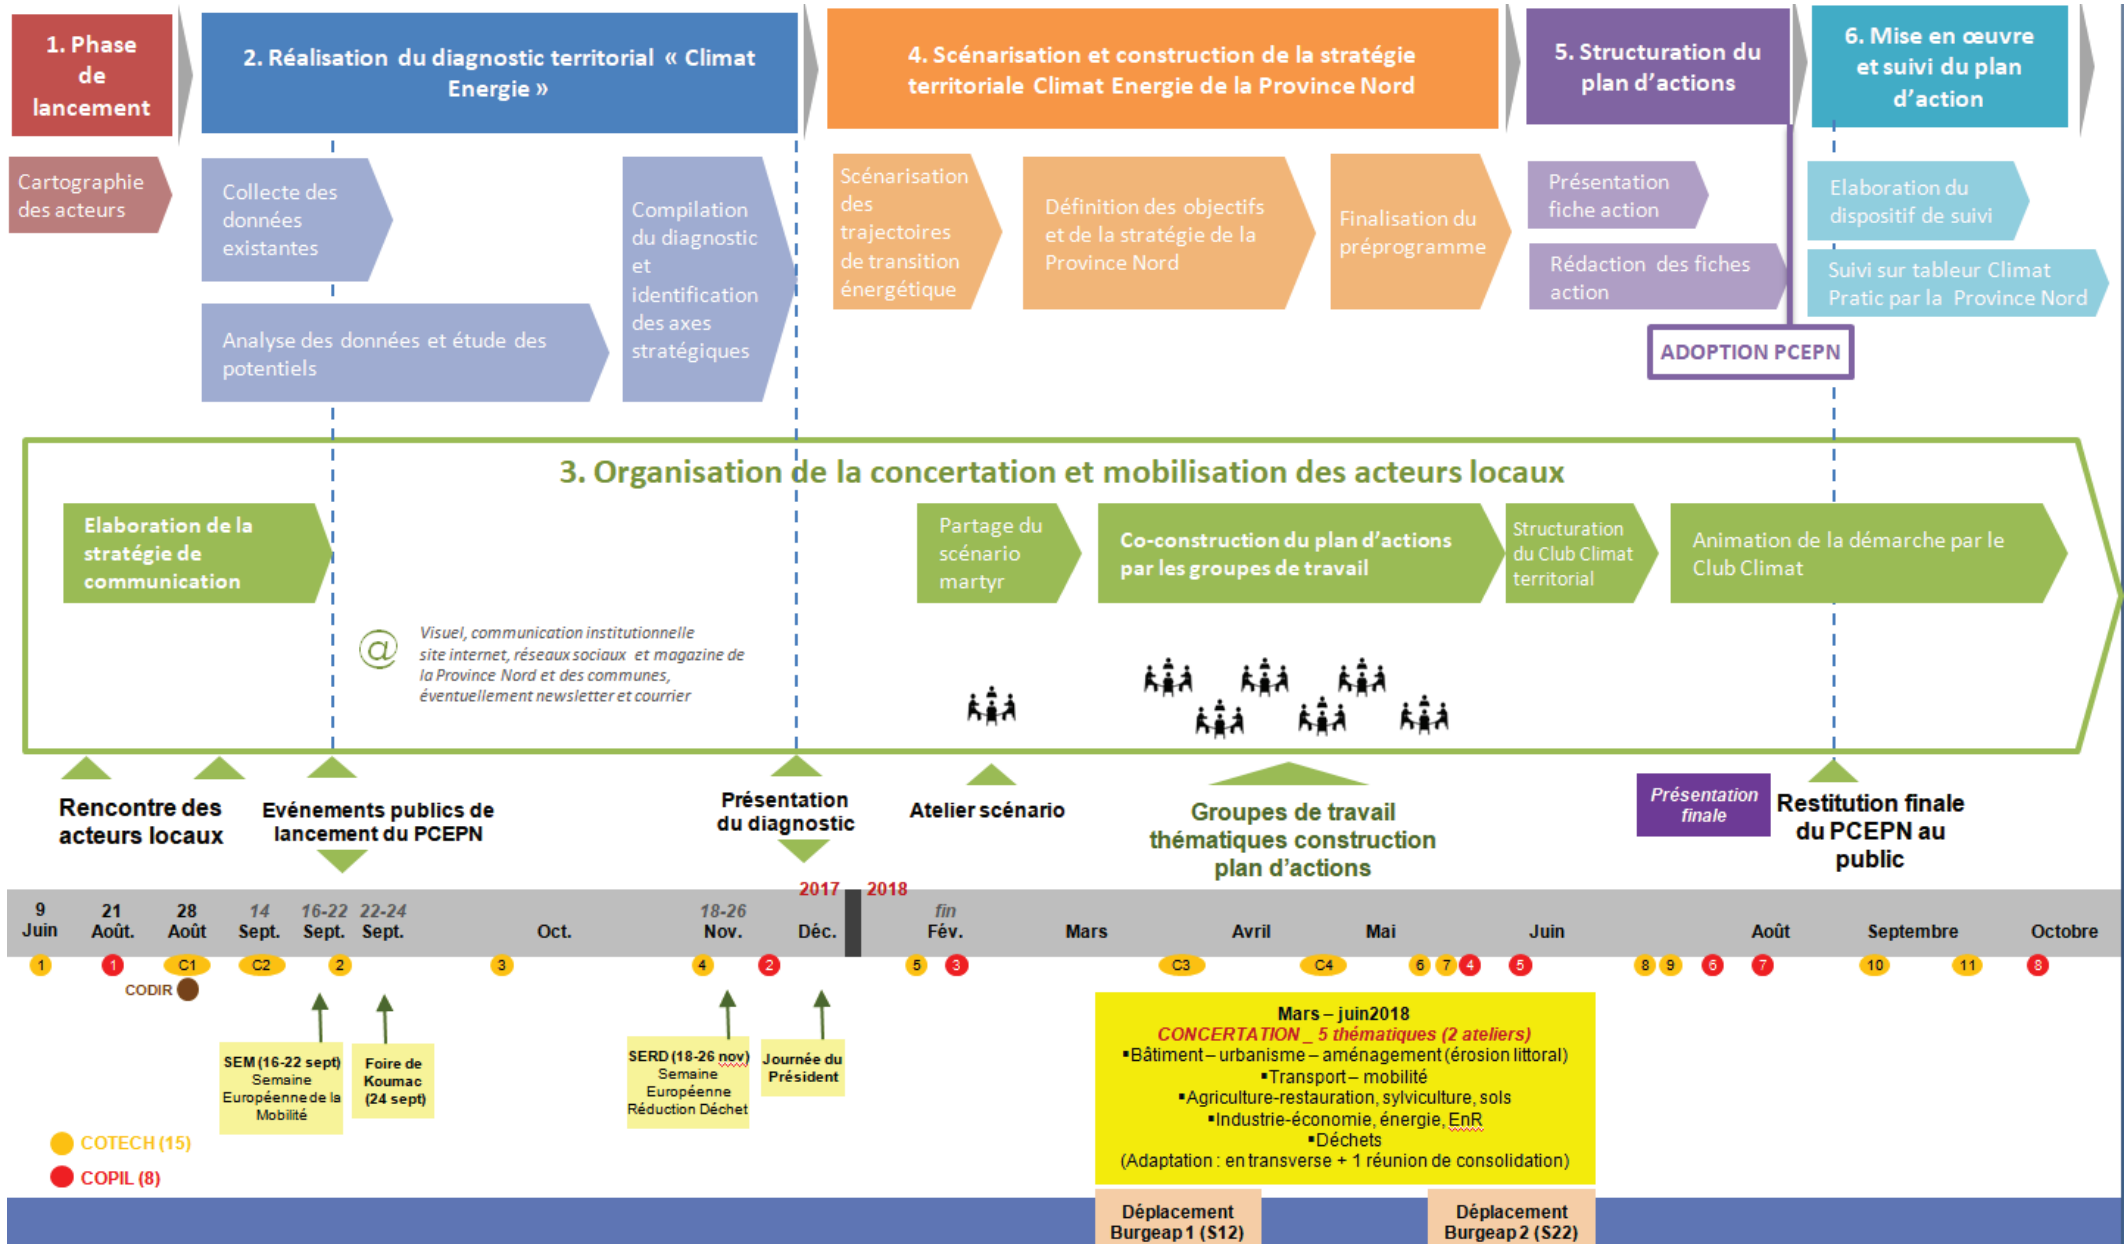 1. Phase
de
lancement
2. Réalisation du diagnostic territorial « Climat
Energie »
4. Scénarisation et construction de la stratégie
territoriale Climat Energie de la Province Nord
5. Structuration du
plan d’actions
6. Mise en œuvre
et suivi du plan
d’action
Cartographie
des acteurs
Collecte des
données
existantes
Analyse des données et étude des
potentiels
Compilation
du diagnostic
et
identification
des axes
stratégiques
Scénarisation
des
trajectoires
de transition
énergétique
Définition des objectifs
et de la stratégie de la
Province Nord
Finalisation du
préprogramme
Présentation
fiche action
Rédaction des fiches
action
ADOPTION PCEPN
Elaboration du
dispositif de suivi
Suivi sur tableur Climat
Pratic par la Province Nord
3. Organisation de la concertation et mobilisation des acteurs locaux
Elaboration de la
stratégie de
communication
Partage du
scénario
martyr
Co-construction du plan d’actions
par les groupes de travail
Structuration
du Club Climat
territorial
Animation de la démarche par le
Club Climat
@
Visuel, communication institutionnelle
site internet, réseaux sociaux et magazine de
la Province Nord et des communes,
éventuellement newsletter et courrier
Rencontre des
acteurs locaux
Evénements publics de
lancement du PCEPN
Présentation
du diagnostic
Atelier scénario
Groupes de travail
thématiques construction
plan d’actions
Présentation
finale
Restitution finale
du PCEPN au
public
2017 2018
9 21 28 14 16-22 22-24 18-26 fin
Juin Août. Août Sept. Sept. Sept. Oct. Nov. Déc. Fév. Mars Avril Mai Juin Août Septembre Octobre
1 1 C1 C2 2 3 4 2 5 3 C3 C4 6 7 4 5 8 9 6 7 10 11 8
CODIR
SEM (16-22 sept)
Semaine
Européenne de la
Mobilité
Foire de
Koumac
(24 sept)
SERD (18-26 nov)
Semaine
Européenne
Réduction Déchet
Journée du
Président
Mars – juin2018
CONCERTATION _ 5 thématiques (2 ateliers)
▪Bâtiment – urbanisme – aménagement (érosion littoral)
▪Transport – mobilité
▪Agriculture-restauration, sylviculture, sols
▪Industrie-économie, énergie, EnR
▪Déchets
(Adaptation : en transverse + 1 réunion de consolidation)
COTECH (15)
COPIL (8)
Déplacement
Burgeap 1 (S12)
Déplacement
Burgeap 2 (S22)